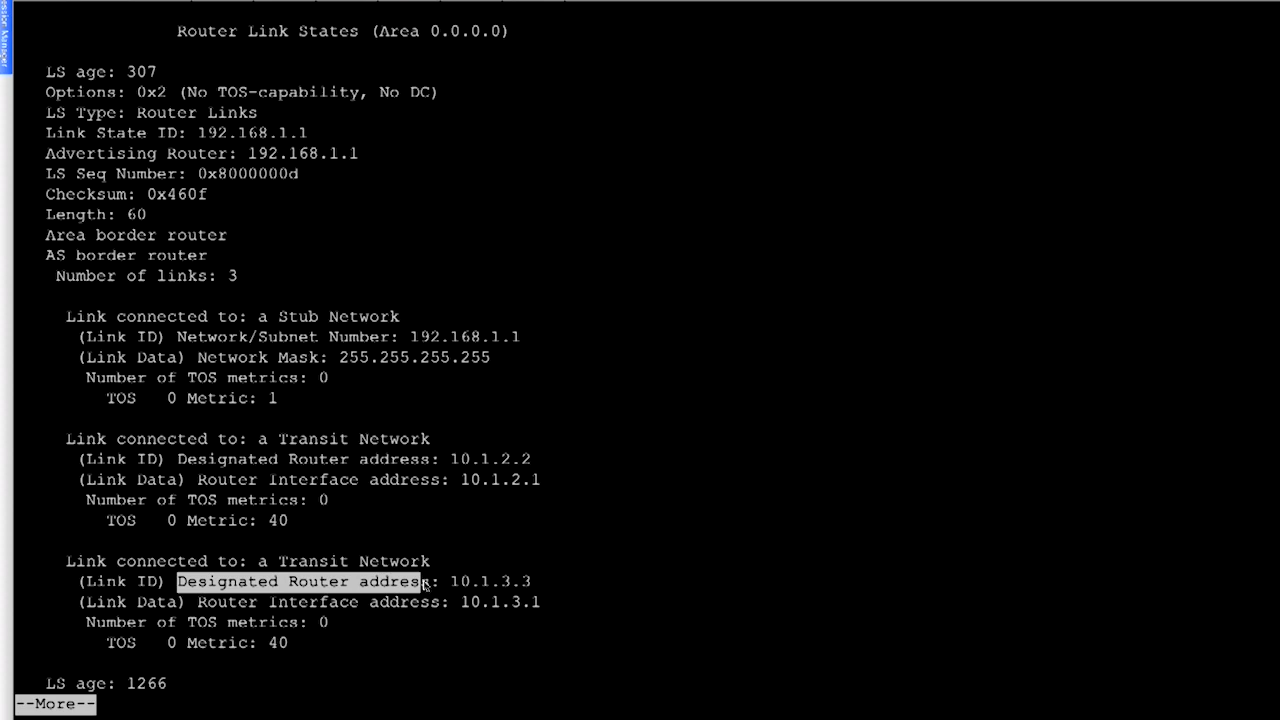 ession Manager
Router Link States (Area 0.0.0.0)
LS age: 307
Options: 0x2 (No TOS-capability, No DC)
LS Type: Router Links
Link State ID: 192.168.1.1
Advertising Router: 192.168.1.1
LS Seq Number: 0x8000000d
Checksum: 0x460f
Length: 60
Area border router
AS border router
Number of links: 3
Link connected to: a Stub Network
(Link ID) Network/Subnet Number: 192.168.1.1
(Link Data) Network Mask: 255.255.255.255
Number of TOS metrics: 0
TOS 0 Metric: 1
Link connected to: a Transit Network
(Link ID) Designated Router address: 10.1.2.2
(Link Data) Router Interface address: 10.1.2.1
Number of TOS metrics: 0
TOS 0 Metric: 40
Link connected to: a Transit Network
(Link ID) Designated Router address: 10.1.3.3
(Link Data) Router Interface address: 10.1.3.1
Number of TOS metrics: 0
TOS 0 Metric: 40
LS age: 1266
--More--